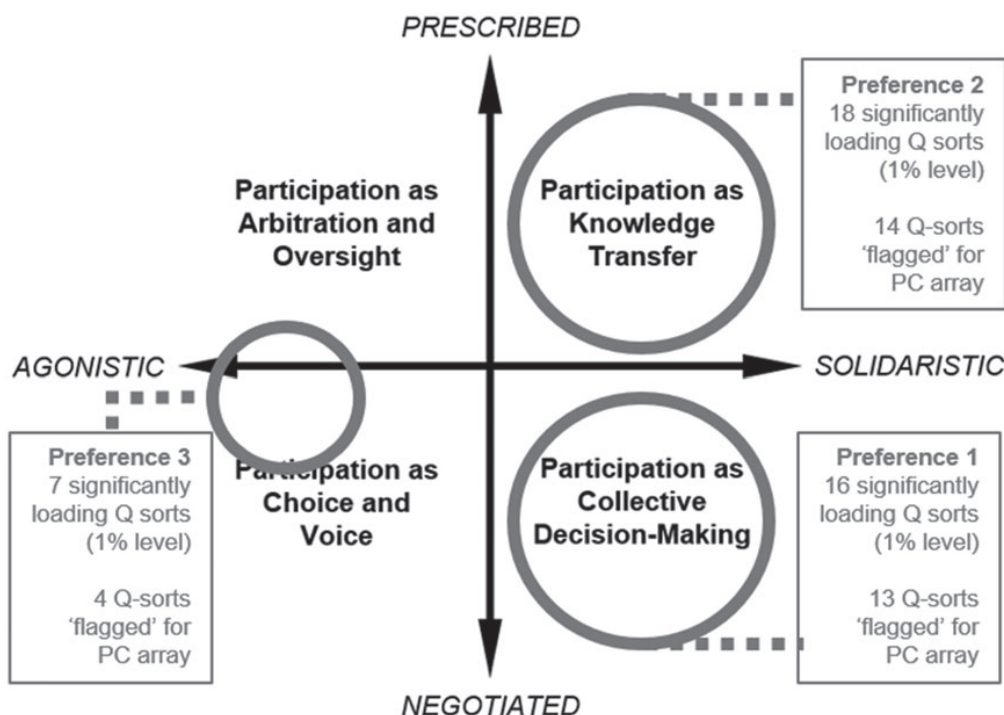 PRESCRIBED
Preference 2
18 significantly
loading Q sorts
(1% level)
14 Q-sorts
'flagged' for
PC array
Participation as
Arbitration and
Oversight
Participation as
Knowledge
Transfer
AGONISTIC
SOLIDARISTIC
Preference 3
7 significantly
loading Q sorts
(1% level)
4 Q-sorts
'flagged' for
PC array
Participation as
Choice and
Voice
Participation as
Collective
Decision-Making
Preference 1
16 significantly
loading Q sorts
(1% level)
13 Q-sorts
'flagged' for
PC array
NEGOTIATED